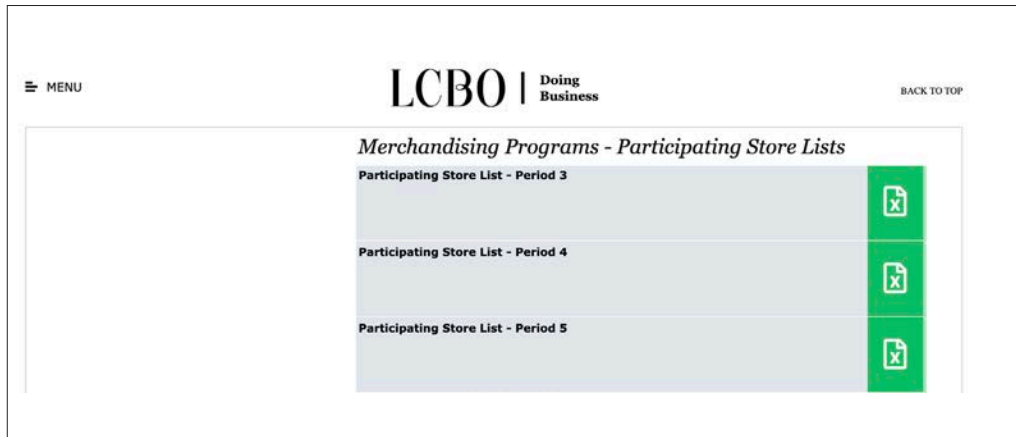 MENU
LCBO | Doing Business
BACK TO TOP
Merchandising Programs - Participating Store Lists
Participating Store List - Period 3
Participating Store List - Period 4
Participating Store List - Period 5